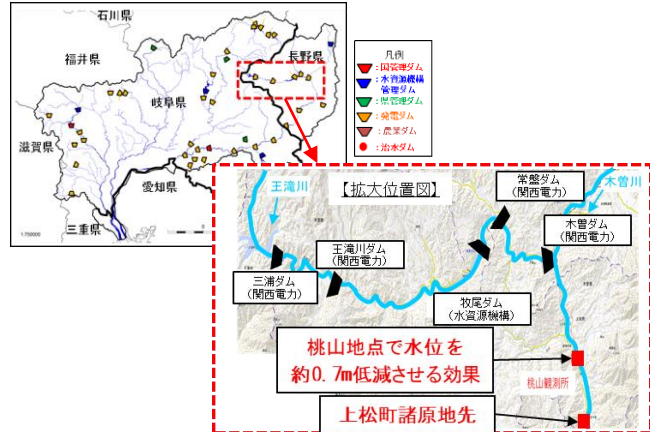 石川県
福井県
長野県
岐阜県
滋賀県
愛知県
三重県
1:750000
凡例
:国管理ダム
:水資源機構
管理ダム
:県管理ダム
:発電ダム
:農業ダム
:治水ダム
【拡大位置図】
王滝川
木曽川
常盤ダム
(関西電力)
木曽ダム
(関西電力)
王滝川ダム
(関西電力)
三浦ダム
(関西電力)
牧尾ダム
(水資源機構)
桃山地点で水位を
約0.7m低減させる効果
桃山観測所
上松町諸原地先